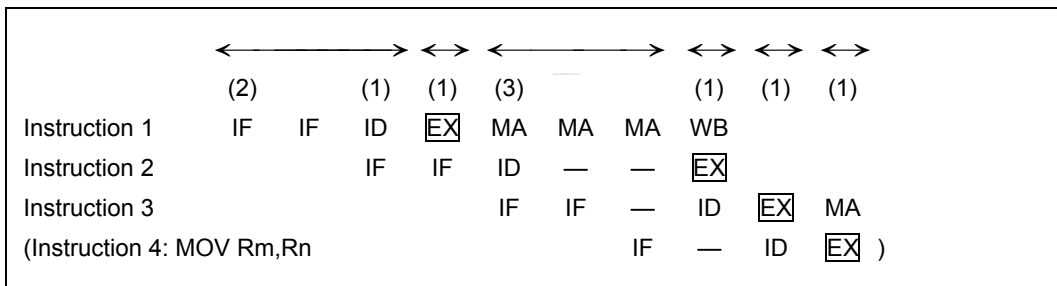 (2) (1) (1) (3) (1) (1) (1)
Instruction 1 IF IF ID EX MA MA MA WB
Instruction 2 IF IF ID — — EX
Instruction 3 IF IF — ID EX MA
(Instruction 4: MOV Rm,Rn IF — ID EX )